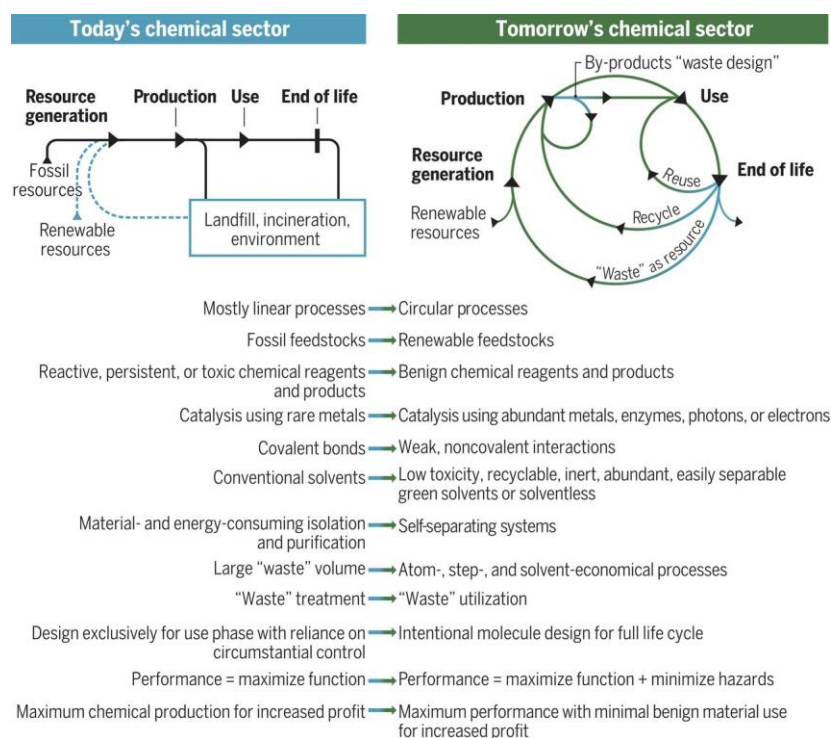 Today's chemical sector
Resource
generation
Production
Use
End of life
Fossil
resources
Renewable
resources
Landfill, incineration,
environment
Tomorrow's chemical sector
By-products “waste design”
Production
Use
Resource
generation
End of life
Renewable
resources
Reuse
Recycle
“Waste” as resource
Mostly linear processes Circular processes
Fossil feedstocks Renewable feedstocks
Reactive, persistent, or toxic chemical reagents
and products
Benign chemical reagents and products
Catalysis using rare metals Catalysis using abundant metals, enzymes, photons, or electrons
Covalent bonds Weak, noncovalent interactions
Conventional solvents
Low toxicity, recyclable, inert, abundant, easily separable
green solvents or solventless
Material- and energy-consuming isolation
and purification
Self-separating systems
Large “waste” volume Atom-, step-, and solvent-economical processes
“Waste” treatment “Waste” utilization
Design exclusively for use phase with reliance on
circumstantial control
Intentional molecule design for full life cycle
Performance = maximize function Performance = maximize function + minimize hazards
Maximum chemical production for increased profit
Maximum performance with minimal benign material use
for increased profit